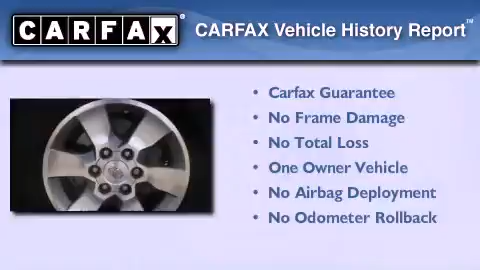 CARFAX®
CARFAX Vehicle History Report™
• Carfax Guarantee
• No Frame Damage
• No Total Loss
• One Owner Vehicle
• No Airbag Deployment
• No Odometer Rollback